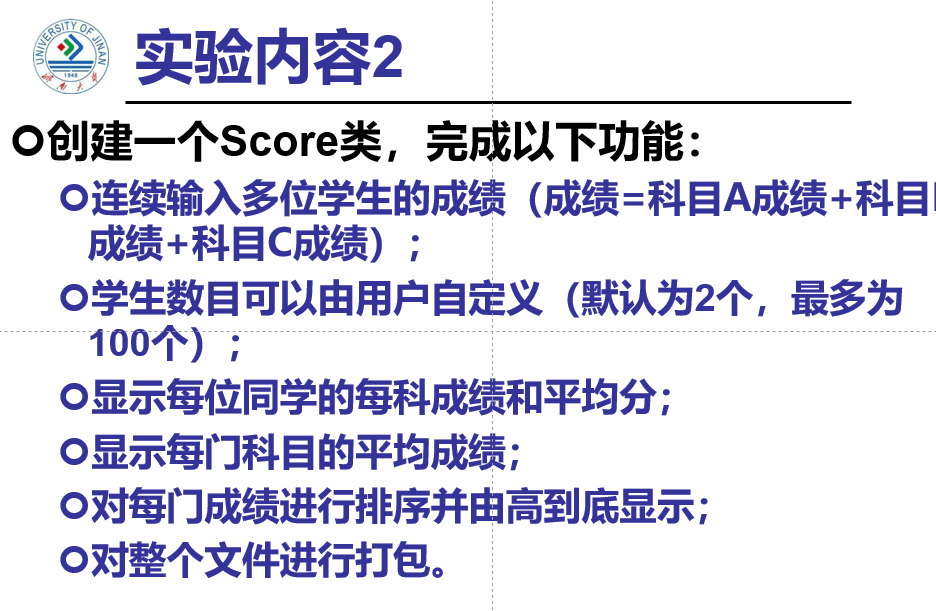 UNIVERSITY OF JINAN
1948
济南大学
实验内容2
创建一个Score类，完成以下功能：
连续输入多位学生的成绩（成绩=科目A成绩+科目
成绩+科目C成绩）；
学生数目可以由用户自定义（默认为2个，最多为
100个）；
显示每位同学的每科成绩和平均分；
显示每门科目的平均成绩；
对每门成绩进行排序并由高到底显示；
对整个文件进行打包。